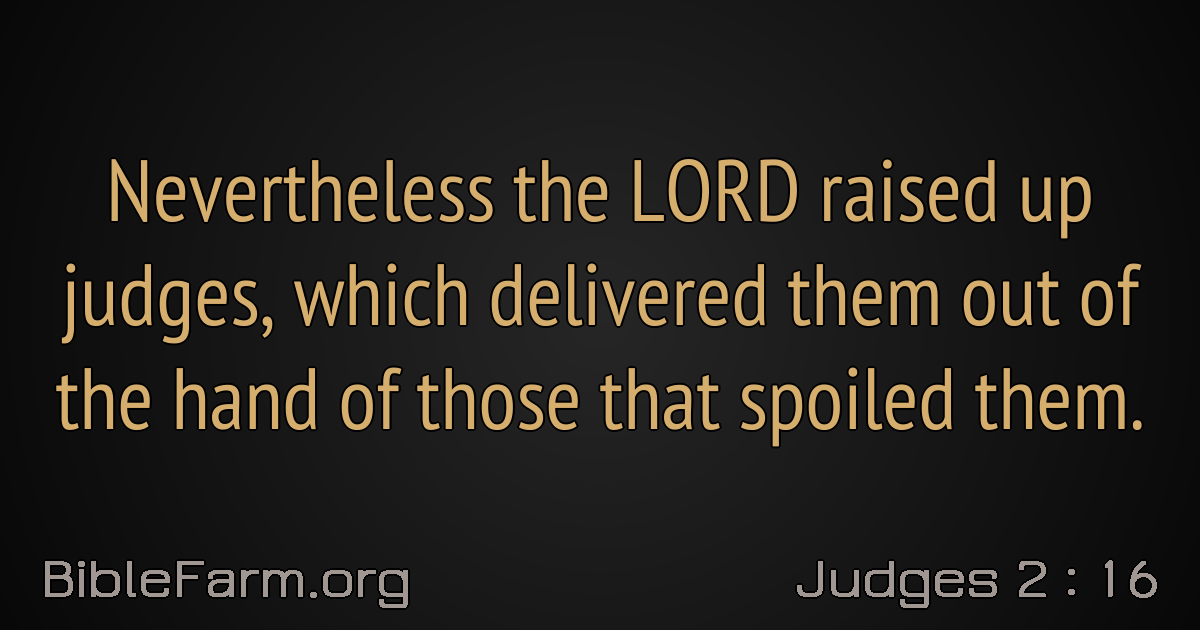 Nevertheless the LORD raised up
judges, which delivered them out of
the hand of those that spoiled them.
BibleFarm.org
Judges 2 : 16